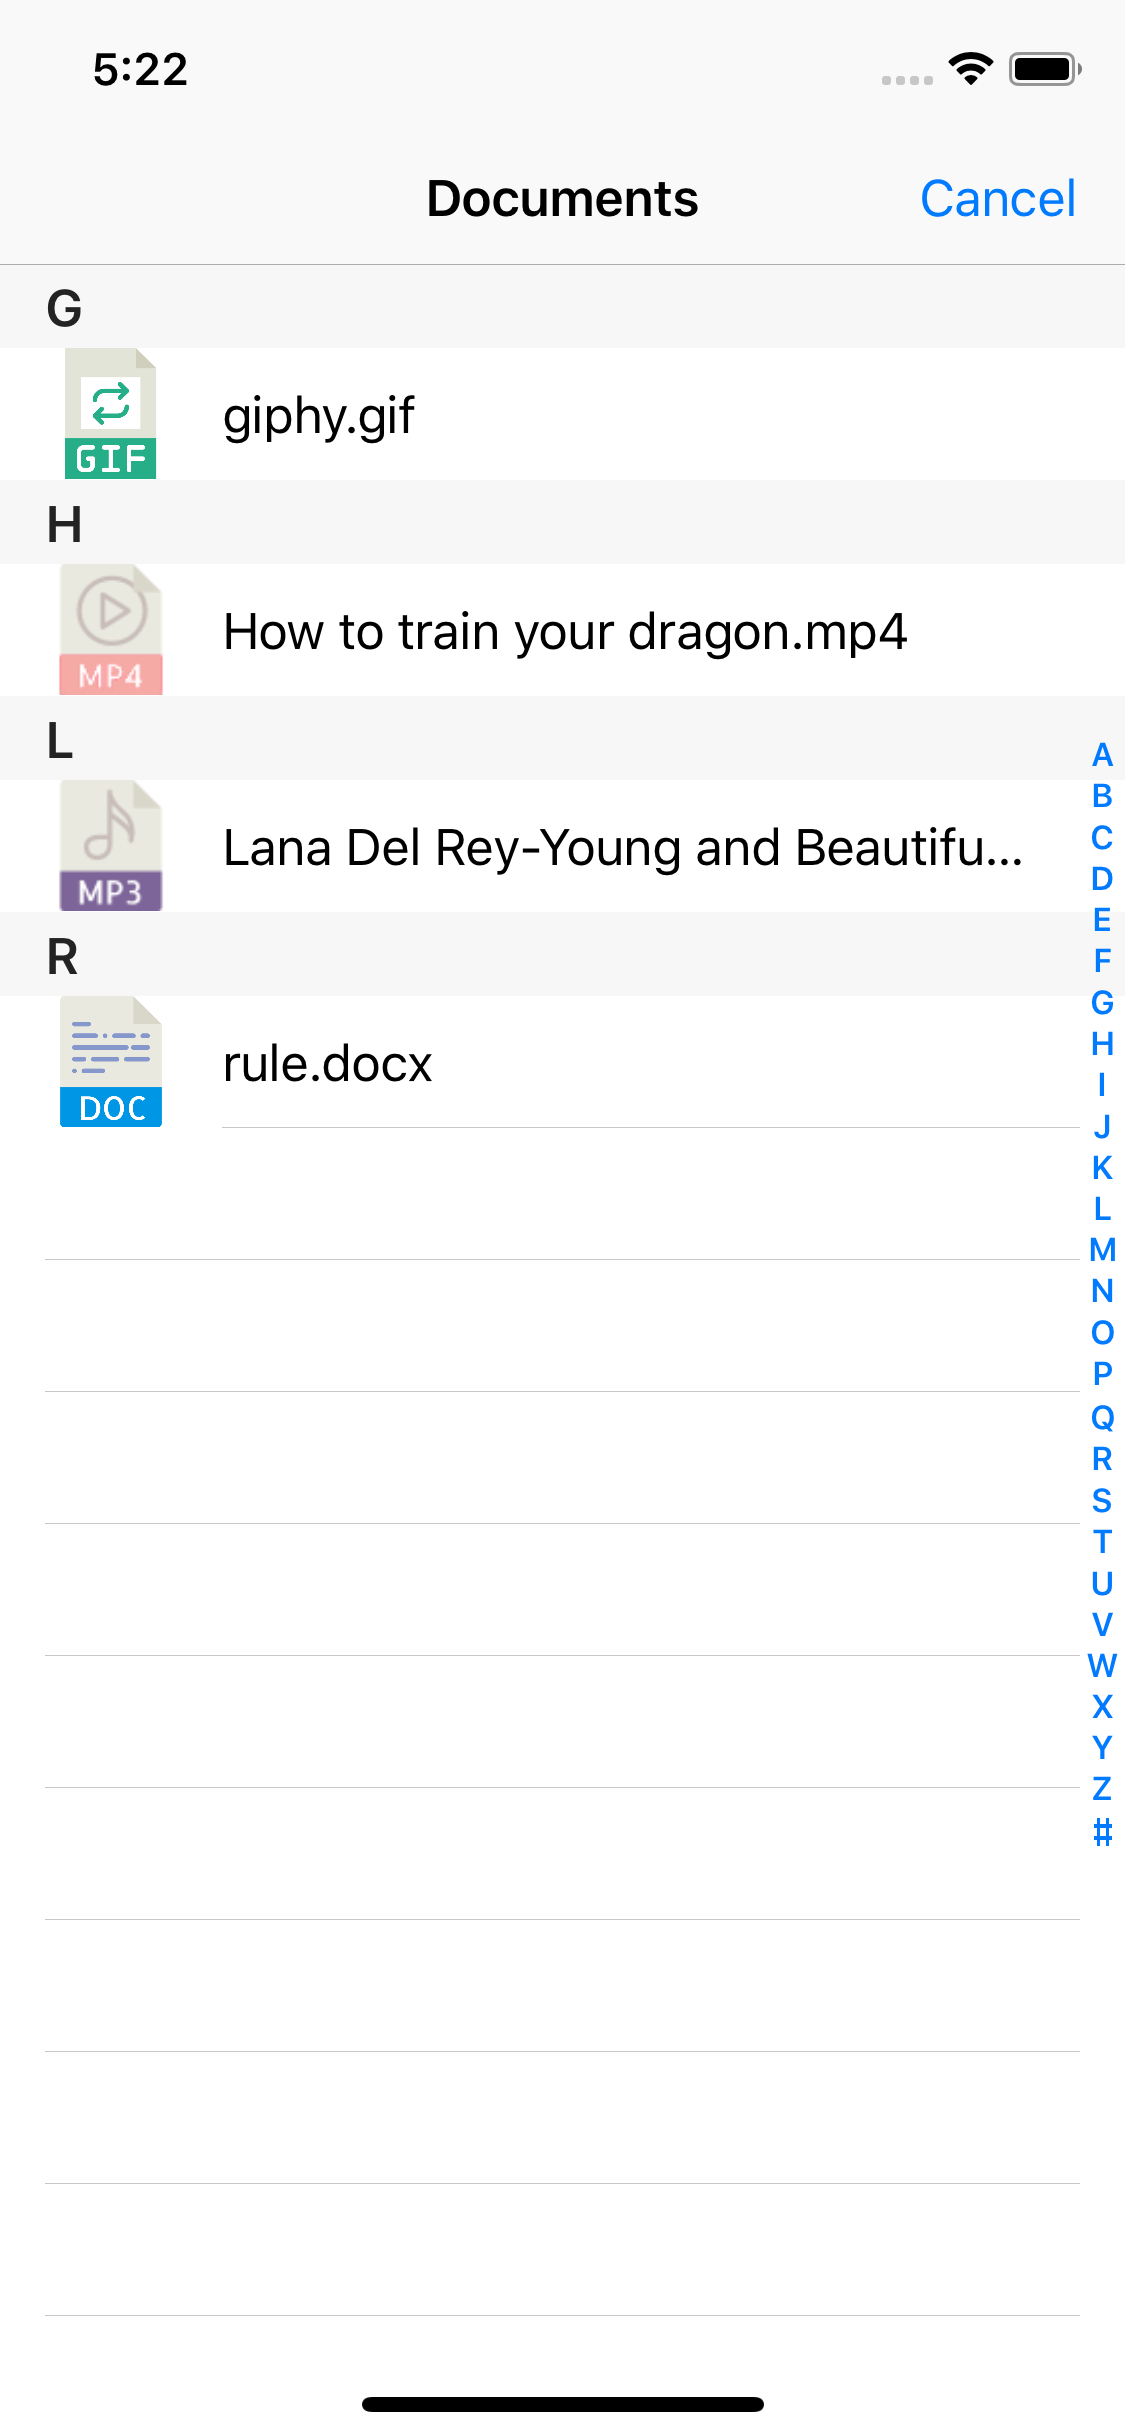 5:22
Documents
Cancel
G
GIF
giphy.gif
H
MP4
How to train your dragon.mp4
L
MP3
Lana Del Rey-Young and Beautifu...
R
DOC
rule.docx
A
B
C
D
E
F
G
H
I
J
K
L
M
N
O
P
Q
R
S
T
U
V
W
X
Y
Z
#